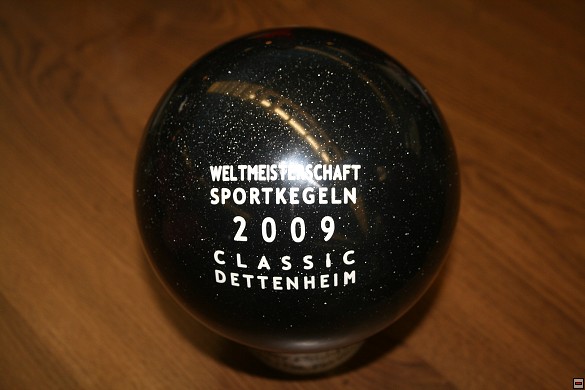 WELTMEISTERSCHAFT
SPORTKEGELN
2009
CLASSIC
DETTENHEIM